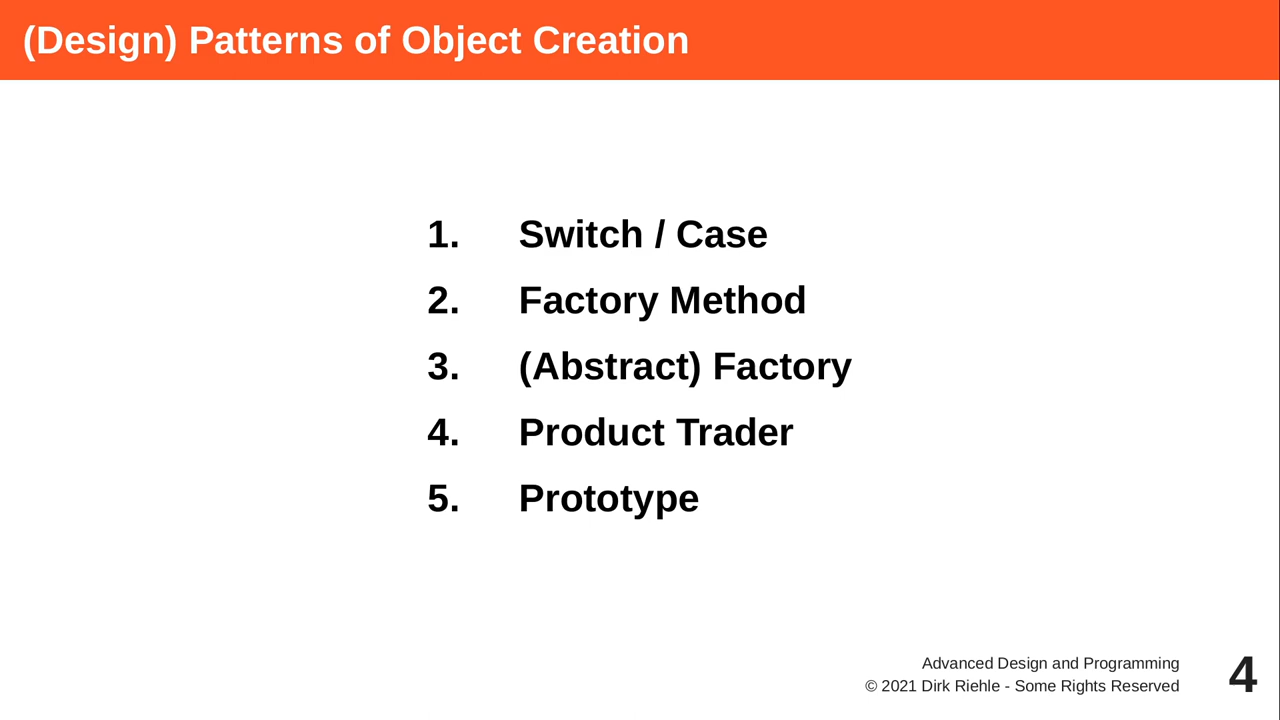 (Design) Patterns of Object Creation
1. Switch / Case
2. Factory Method
3. (Abstract) Factory
4. Product Trader
5. Prototype
Advanced Design and Programming
© 2021 Dirk Riehle - Some Rights Reserved
4